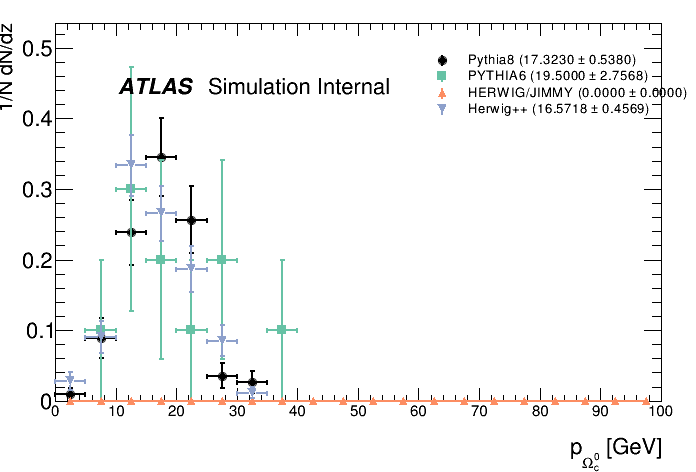 1/N dN/dz
0.5
0.4
0.3
0.2
0.1
0
ATLAS Simulation Internal
Pythia8 (17.3230 ± 0.5380)
PYTHIA6 (19.5000 ± 2.7568)
HERWIG/JIMMY (0.0000 ± 0.0000)
Herwig++ (16.5718 ± 0.4569)
0 10 20 30 40 50 60 70 80 90 100
p_{Ω_c^0} [GeV]